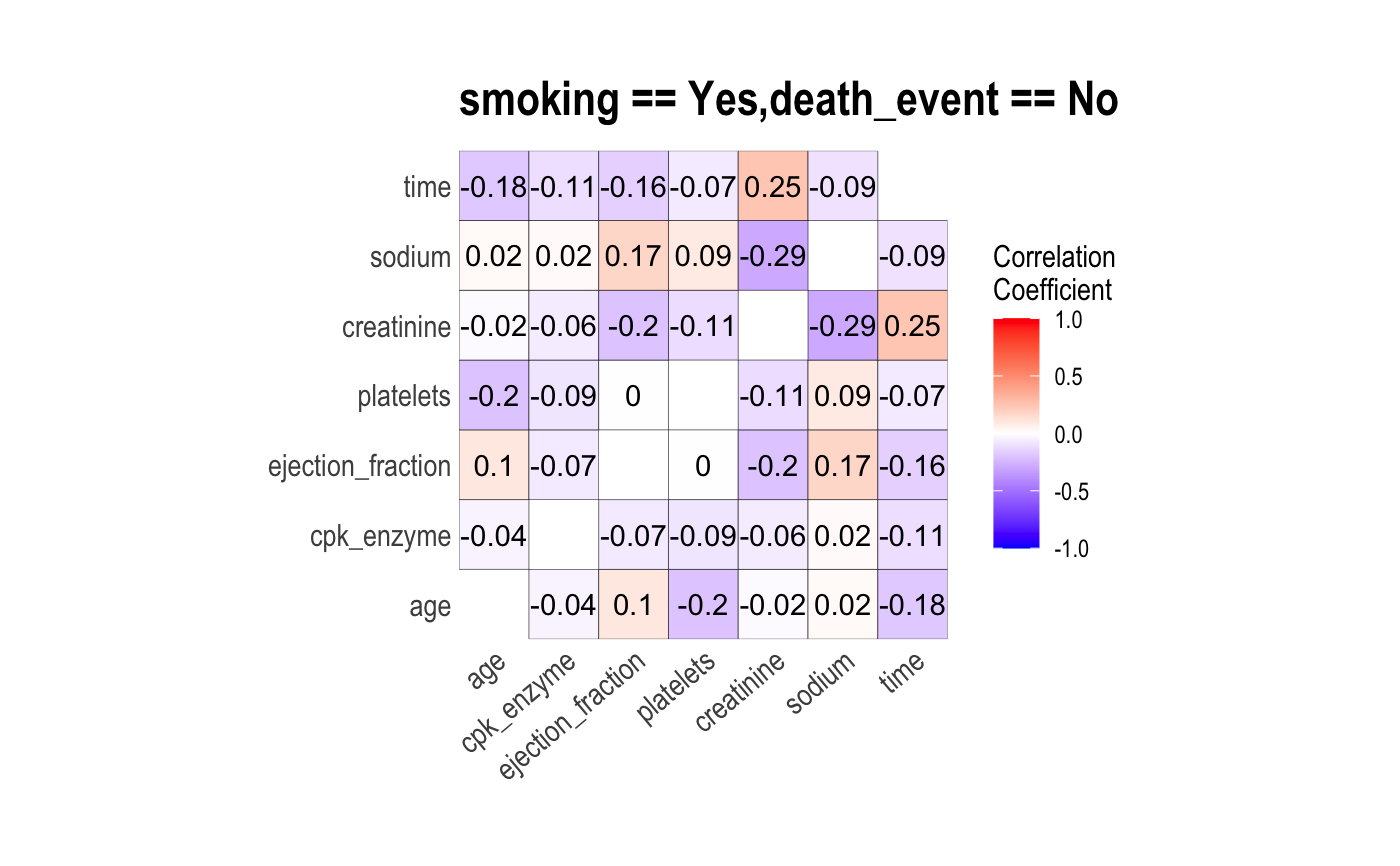 smoking == Yes,death_event == No
time -0.18 -0.11 -0.16 -0.07 0.25 -0.09
sodium 0.02 0.02 0.17 0.09 -0.29 -0.09
creatinine -0.02 -0.06 -0.2 -0.11 -0.29 0.25
platelets -0.2 -0.09 0 -0.11 0.09 -0.07
ejection_fraction 0.1 -0.07 0 -0.2 0.17 -0.16
cpk_enzyme -0.04 -0.07 -0.09 -0.06 0.02 -0.11
age -0.04 0.1 -0.2 -0.02 0.02 -0.18
age cpk_enzyme ejection_fraction platelets creatinine sodium time
Correlation
Coefficient
1.0
0.5
0.0
-0.5
-1.0